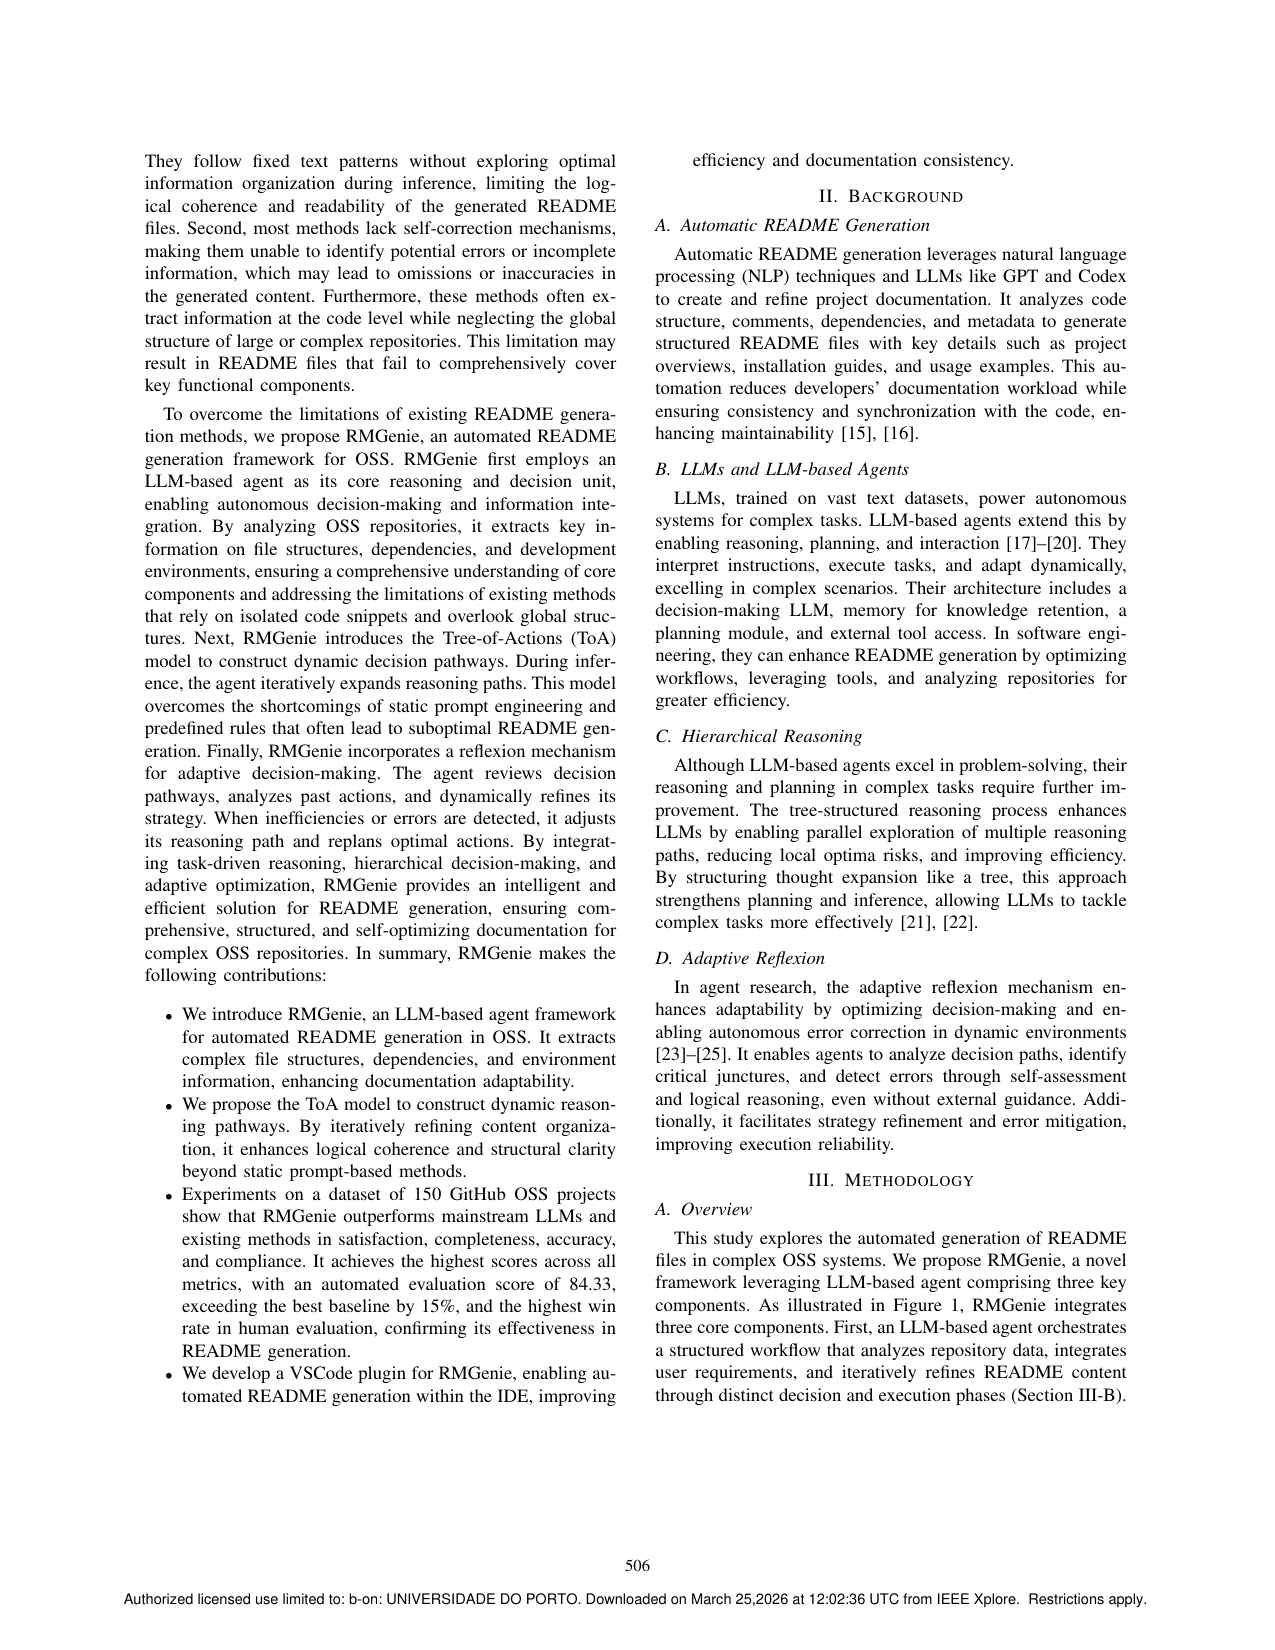 They follow fixed text patterns without exploring optimal
information organization during inference, limiting the log-
ical coherence and readability of the generated README
files. Second, most methods lack self-correction mechanisms,
making them unable to identify potential errors or incomplete
information, which may lead to omissions or inaccuracies in
the generated content. Furthermore, these methods often ex-
tract information at the code level while neglecting the global
structure of large or complex repositories. This limitation may
result in README files that fail to comprehensively cover
key functional components.
To overcome the limitations of existing README genera-
tion methods, we propose RMGenie, an automated README
generation framework for OSS. RMGenie first employs an
LLM-based agent as its core reasoning and decision unit,
enabling autonomous decision-making and information inte-
gration. By analyzing OSS repositories, it extracts key in-
formation on file structures, dependencies, and development
environments, ensuring a comprehensive understanding of core
components and addressing the limitations of existing methods
that rely on isolated code snippets and overlook global struc-
tures. Next, RMGenie introduces the Tree-of-Actions (ToA)
model to construct dynamic decision pathways. During infer-
ence, the agent iteratively expands reasoning paths. This model
overcomes the shortcomings of static prompt engineering and
predefined rules that often lead to suboptimal README gen-
eration. Finally, RMGenie incorporates a reflexion mechanism
for adaptive decision-making. The agent reviews decision
pathways, analyzes past actions, and dynamically refines its
strategy. When inefficiencies or errors are detected, it adjusts
its reasoning path and replans optimal actions. By integrat-
ing task-driven reasoning, hierarchical decision-making, and
adaptive optimization, RMGenie provides an intelligent and
efficient solution for README generation, ensuring com-
prehensive, structured, and self-optimizing documentation for
complex OSS repositories. In summary, RMGenie makes the
following contributions:
• We introduce RMGenie, an LLM-based agent framework
for automated README generation in OSS. It extracts
complex file structures, dependencies, and environment
information, enhancing documentation adaptability.
• We propose the ToA model to construct dynamic reason-
ing pathways. By iteratively refining content organiza-
tion, it enhances logical coherence and structural clarity
beyond static prompt-based methods.
• Experiments on a dataset of 150 GitHub OSS projects
show that RMGenie outperforms mainstream LLMs and
existing methods in satisfaction, completeness, accuracy,
and compliance. It achieves the highest scores across all
metrics, with an automated evaluation score of 84.33,
exceeding the best baseline by 15%, and the highest win
rate in human evaluation, confirming its effectiveness in
README generation.
• We develop a VSCode plugin for RMGenie, enabling au-
tomated README generation within the IDE, improving
efficiency and documentation consistency.
II. BACKGROUND
A. Automatic README Generation
Automatic README generation leverages natural language
processing (NLP) techniques and LLMs like GPT and Codex
to create and refine project documentation. It analyzes code
structure, comments, dependencies, and metadata to generate
structured README files with key details such as project
overviews, installation guides, and usage examples. This au-
tomation reduces developers' documentation workload while
ensuring consistency and synchronization with the code, en-
hancing maintainability [15], [16].
B. LLMs and LLM-based Agents
LLMs, trained on vast text datasets, power autonomous
systems for complex tasks. LLM-based agents extend this by
enabling reasoning, planning, and interaction [17]–[20]. They
interpret instructions, execute tasks, and adapt dynamically,
excelling in complex scenarios. Their architecture includes a
decision-making LLM, memory for knowledge retention, a
planning module, and external tool access. In software engi-
neering, they can enhance README generation by optimizing
workflows, leveraging tools, and analyzing repositories for
greater efficiency.
C. Hierarchical Reasoning
Although LLM-based agents excel in problem-solving, their
reasoning and planning in complex tasks require further im-
provement. The tree-structured reasoning process enhances
LLMs by enabling parallel exploration of multiple reasoning
paths, reducing local optima risks, and improving efficiency.
By structuring thought expansion like a tree, this approach
strengthens planning and inference, allowing LLMs to tackle
complex tasks more effectively [21], [22].
D. Adaptive Reflexion
In agent research, the adaptive reflexion mechanism en-
hances adaptability by optimizing decision-making and en-
abling autonomous error correction in dynamic environments
[23]–[25]. It enables agents to analyze decision paths, identify
critical junctures, and detect errors through self-assessment
and logical reasoning, even without external guidance. Addi-
tionally, it facilitates strategy refinement and error mitigation,
improving execution reliability.
III. METHODOLOGY
A. Overview
This study explores the automated generation of README
files in complex OSS systems. We propose RMGenie, a novel
framework leveraging LLM-based agent comprising three key
components. As illustrated in Figure 1, RMGenie integrates
three core components. First, an LLM-based agent orchestrates
a structured workflow that analyzes repository data, integrates
user requirements, and iteratively refines README content
through distinct decision and execution phases (Section III-B).
506
Authorized licensed use limited to: b-on: UNIVERSIDADE DO PORTO. Downloaded on March 25,2026 at 12:02:36 UTC from IEEE Xplore. Restrictions apply.